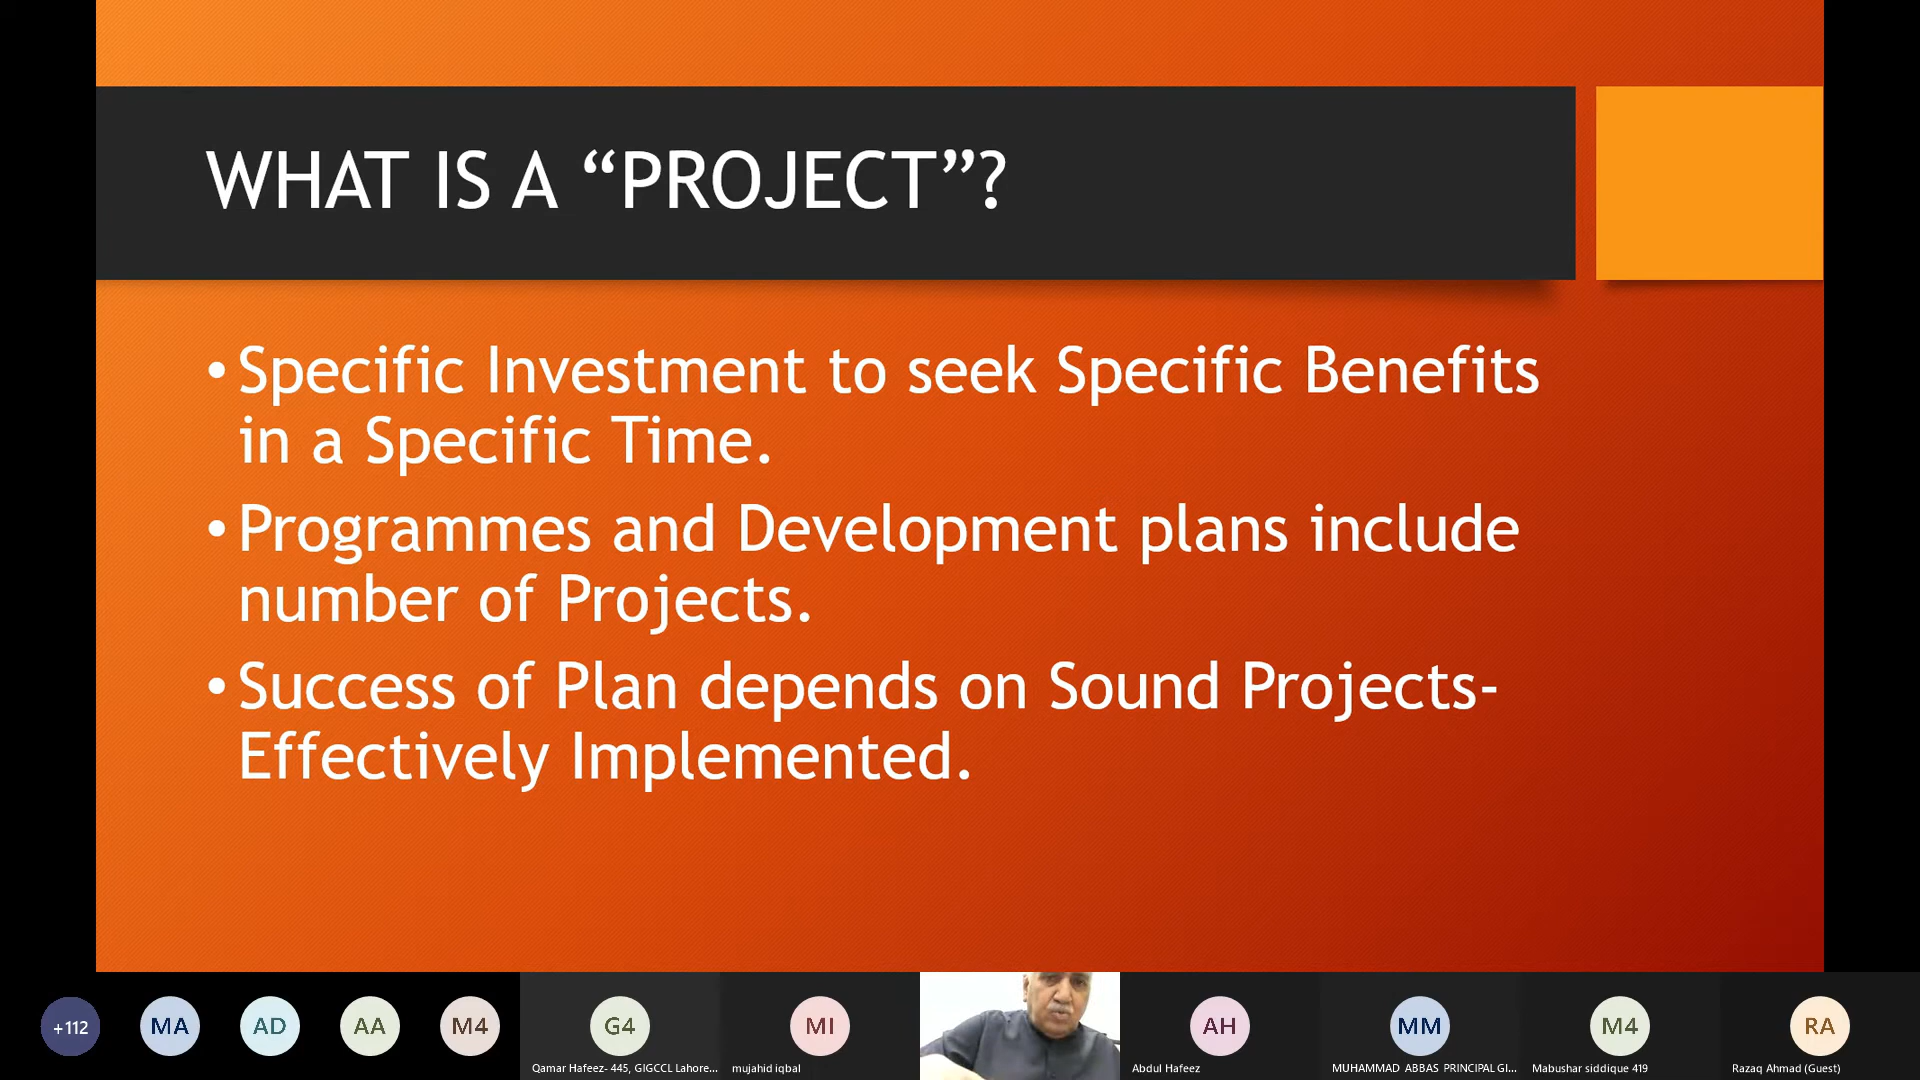 WHAT IS A “PROJECT”?
•Specific Investment to seek Specific Benefits
in a Specific Time.
•Programmes and Development plans include
number of Projects.
•Success of Plan depends on Sound Projects-
Effectively Implemented.
+112
MA
AD
AA
M4
G4
MI
AH
MM
M4
RA
Qamar Hafeez- 445, GIGCCL Lahore...
mujahid iqbal
Abdul Hafeez
MUHAMMAD ABBAS PRINCIPAL GI...
Mabushar siddique 419
Razaq Ahmad (Guest)